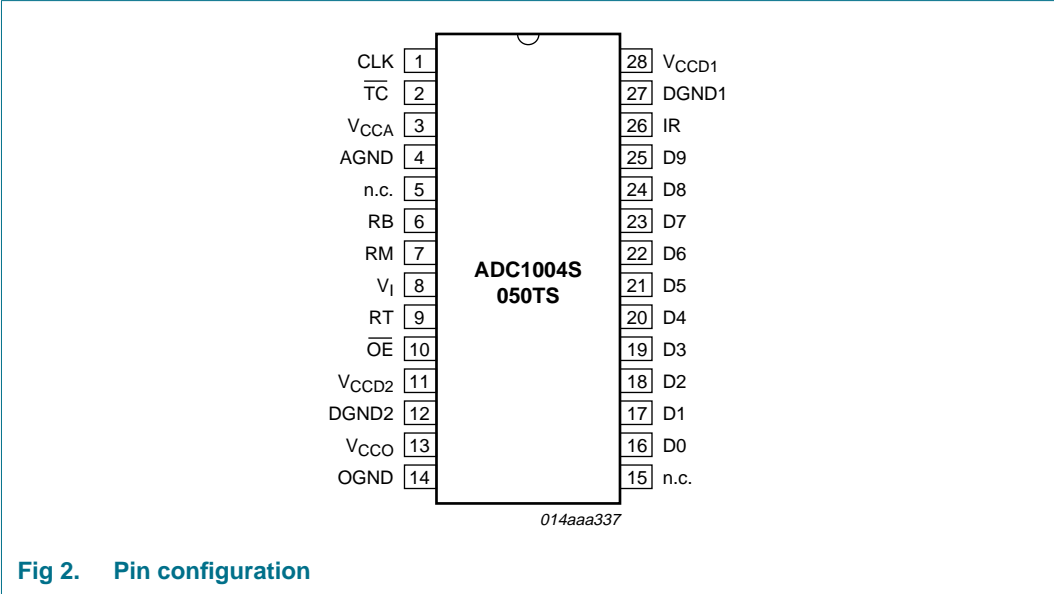 CLK 1 28 VCCD1
TC 2 27 DGND1
VCCA 3 26 IR
AGND 4 25 D9
n.c. 5 24 D8
RB 6 23 D7
RM 7 22 D6
ADC1004S
050TS
VI 8 21 D5
RT 9 20 D4
OE 10 19 D3
VCCD2 11 18 D2
DGND2 12 17 D1
VCCO 13 16 D0
OGND 14 15 n.c.
014aaa337
Fig 2. Pin configuration